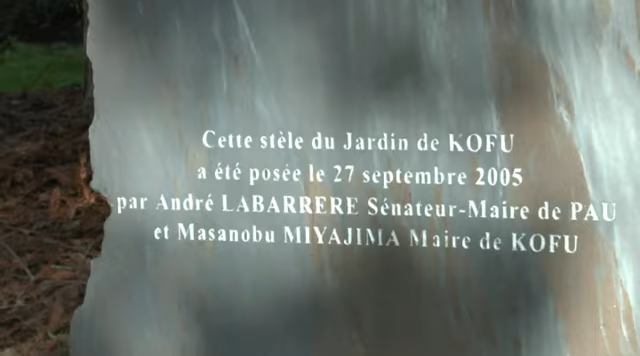 Cette stèle du Jardin de KOFU
a été posée le 27 septembre 2005
par André LABARRERE Sénateur-Maire de PAU
et Masanobu MIYAJIMA Maire de KOFU